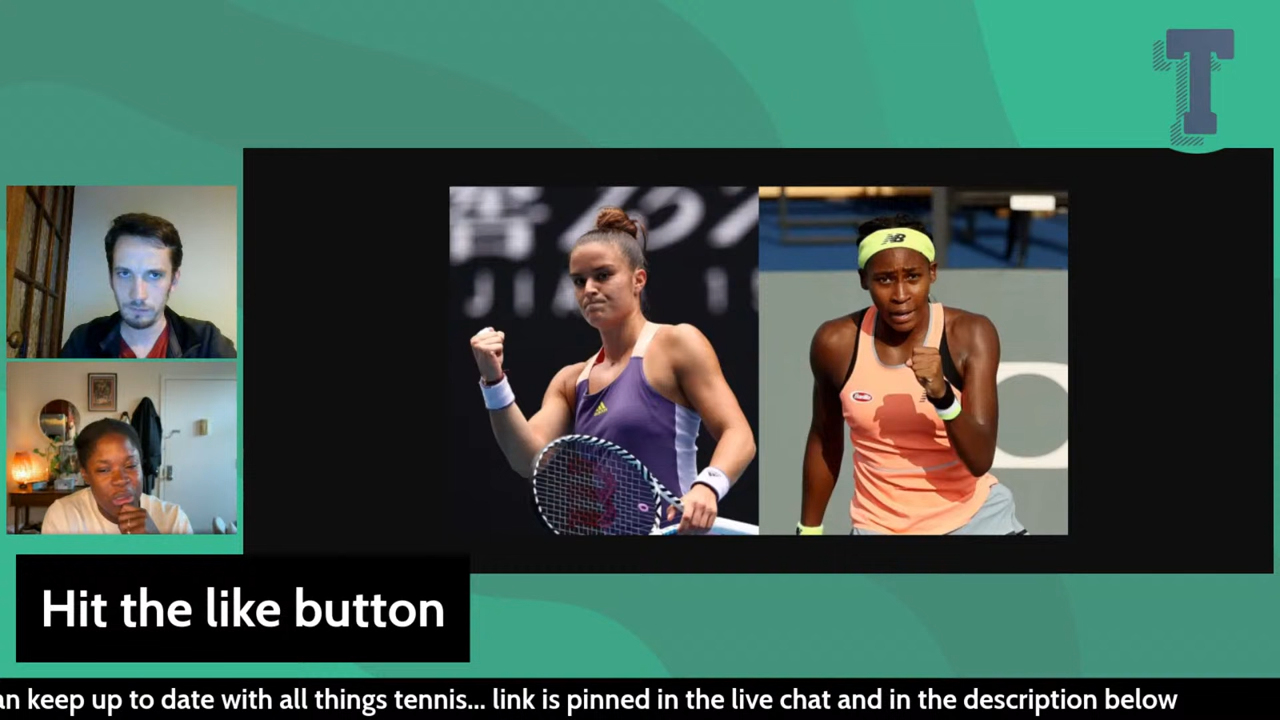 T
NB
Hit the like button
an keep up to date with all things tennis... link is pinned in the live chat and in the description below